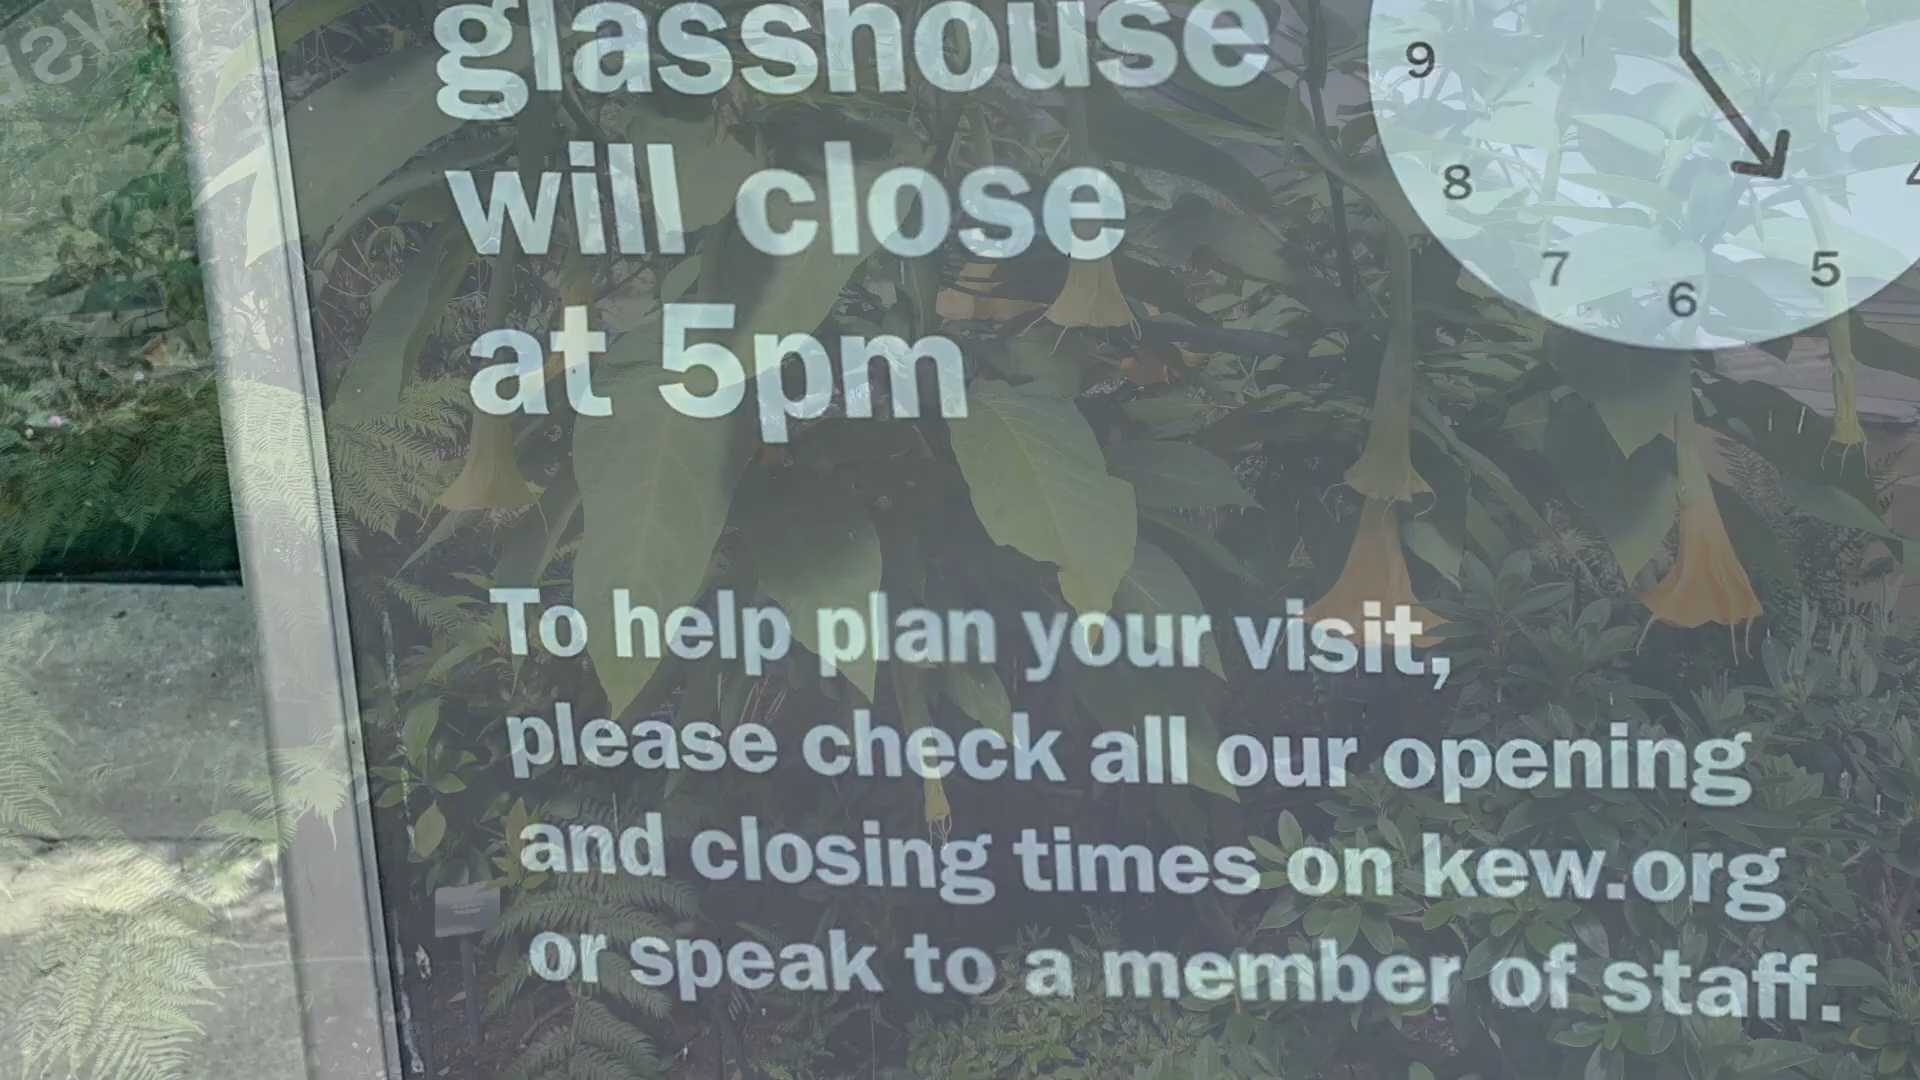 glasshouse
will close
at 5pm
9
8
7
6
5
4
To help plan your visit,
please check all our opening
and closing times on kew.org
or speak to a member of staff.